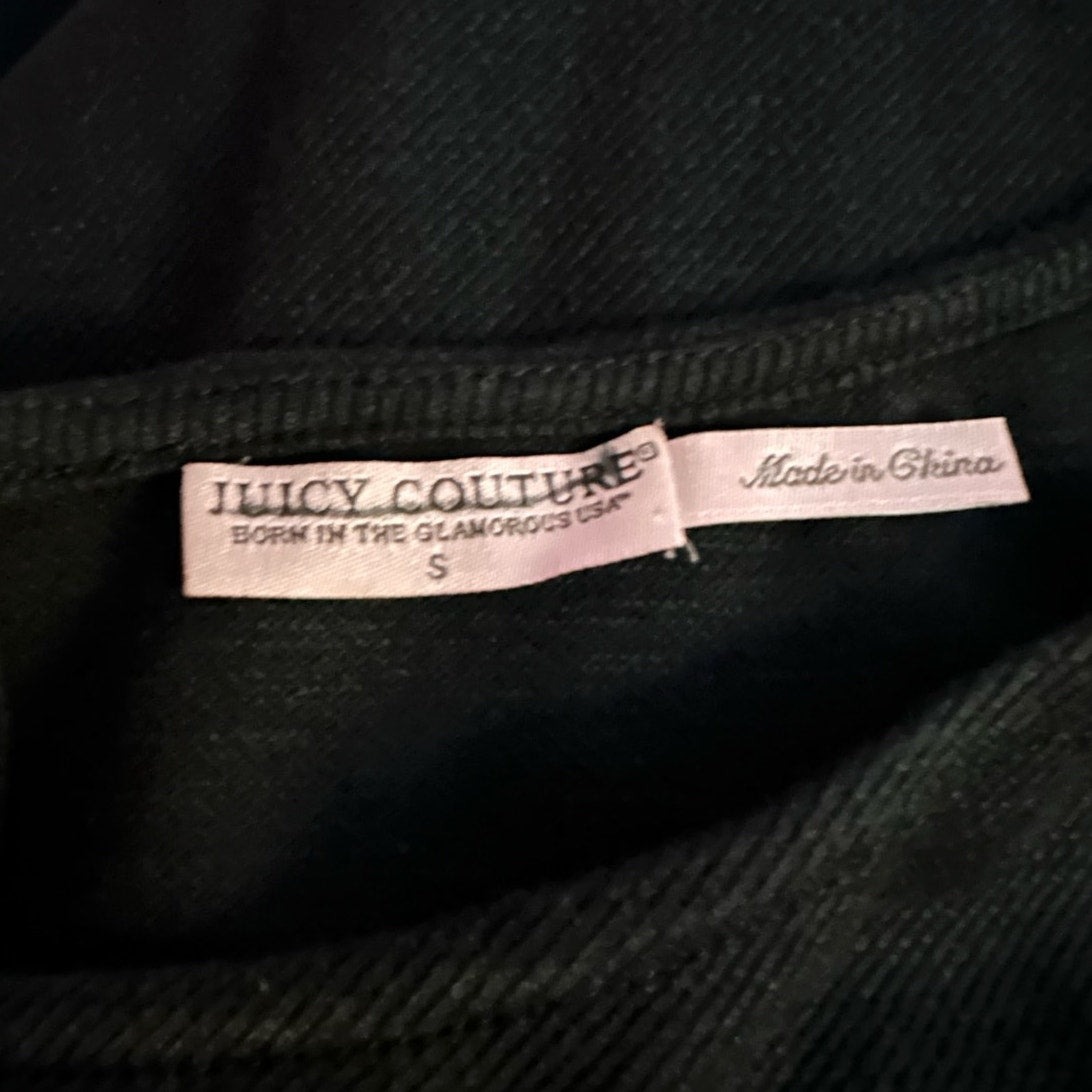 JUICY COUTURE®
BORN IN THE GLAMOROUS USA™
S
Made in China